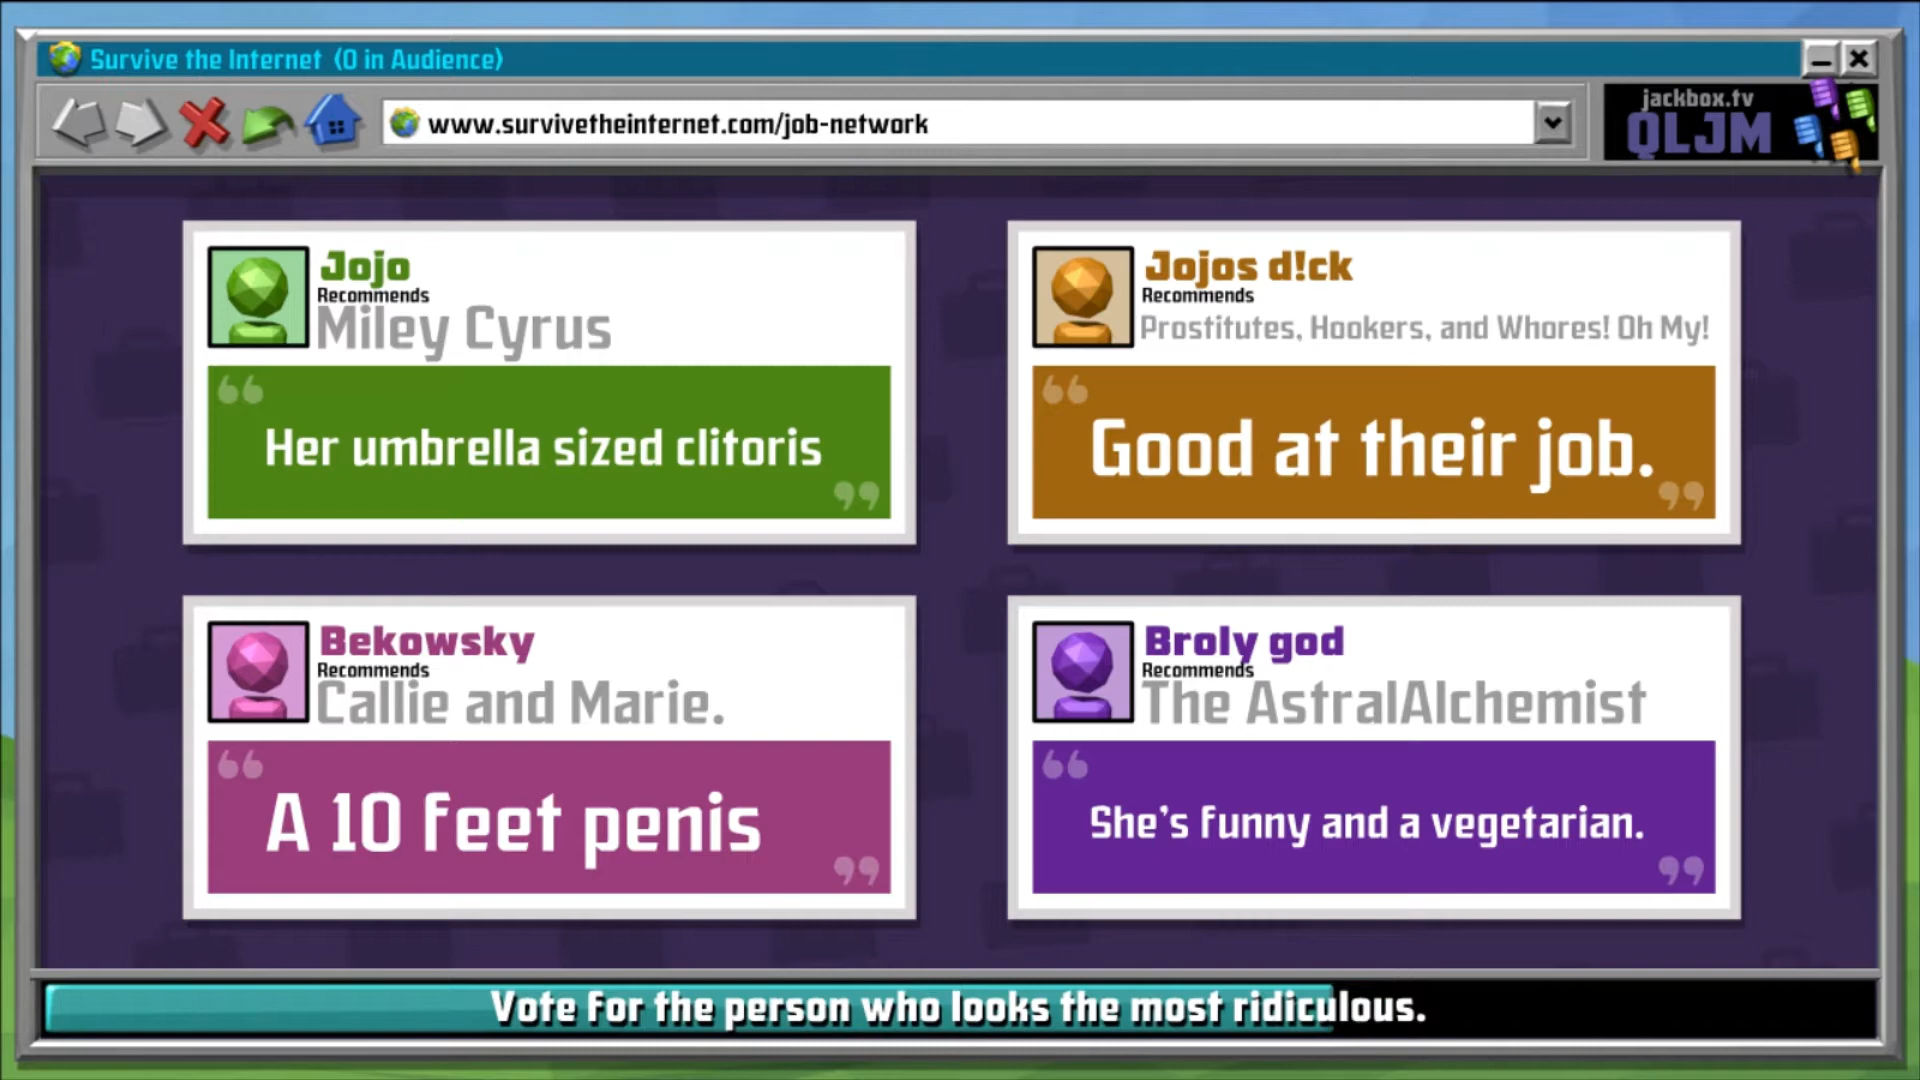 Survive the Internet (0 in Audience)
www.survivetheinternet.com/job-network
jackbox.tv
QLJM
Jojo
Recommends
Miley Cyrus
“
Her umbrella sized clitoris
”
Jojos d!ck
Recommends
Prostitutes, Hookers, and Whores! Oh My!
“
Good at their job.
”
Bekowsky
Recommends
Callie and Marie.
“
A 10 feet penis
”
Broly god
Recommends
The AstralAlchemist
“
She's funny and a vegetarian.
”
Vote for the person who looks the most ridiculous.